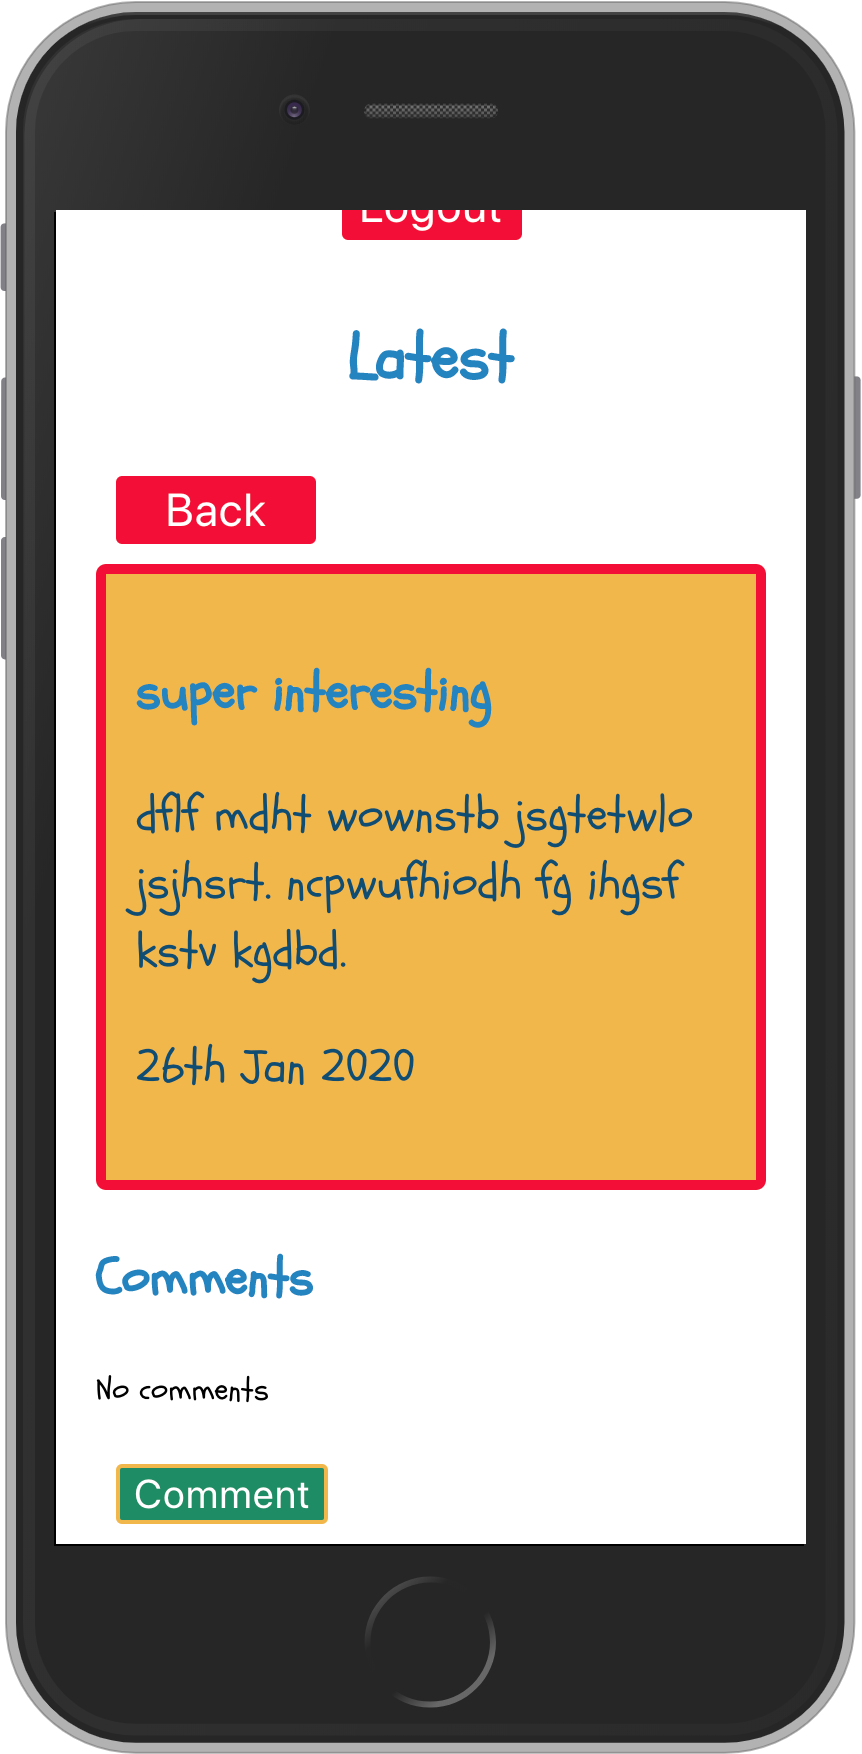 Logout
Latest
Back
super interesting
dflf mdht wownstb jsgtetwlo
jsjhsrt. ncpwufhiodh fg ihgsf
kstv kgdbd.
26th Jan 2020
Comments
No comments
Comment